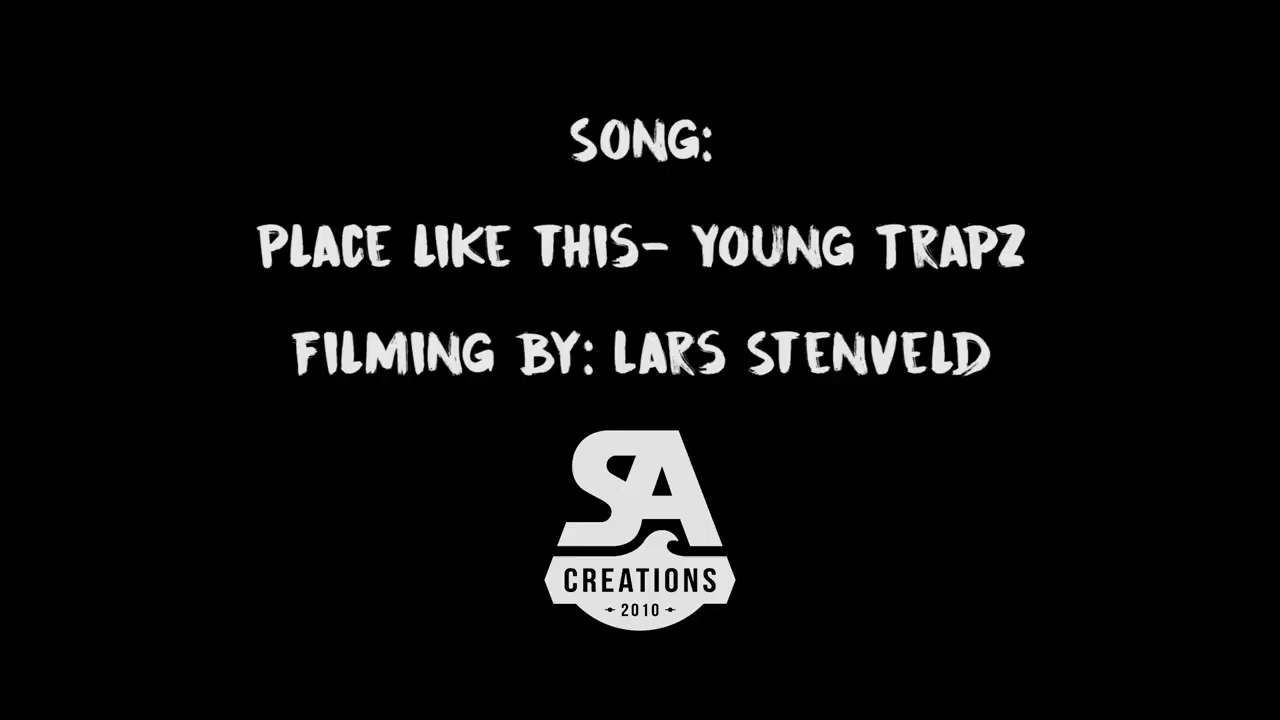 SONG:
PLACE LIKE THIS- YOUNG TRAPZ
FILMING BY: LARS STENVELD
SA
CREATIONS
2010